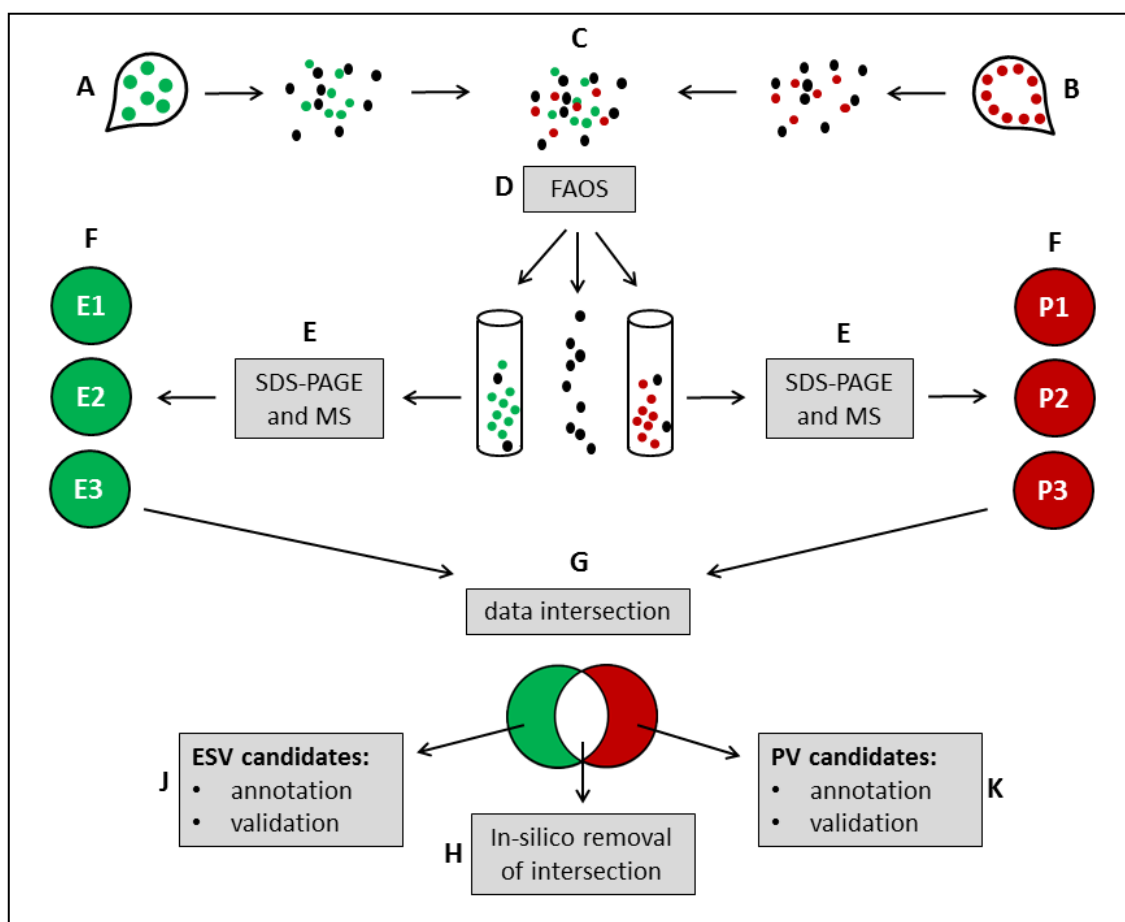 C
A
B
D
FAOS
F
F
E1
P1
E
E
SDS-PAGE
and MS
SDS-PAGE
and MS
E2
P2
E3
P3
G
data intersection
J
ESV candidates:
• annotation
• validation
PV candidates:
• annotation
• validation
K
H
In-silico removal
of intersection